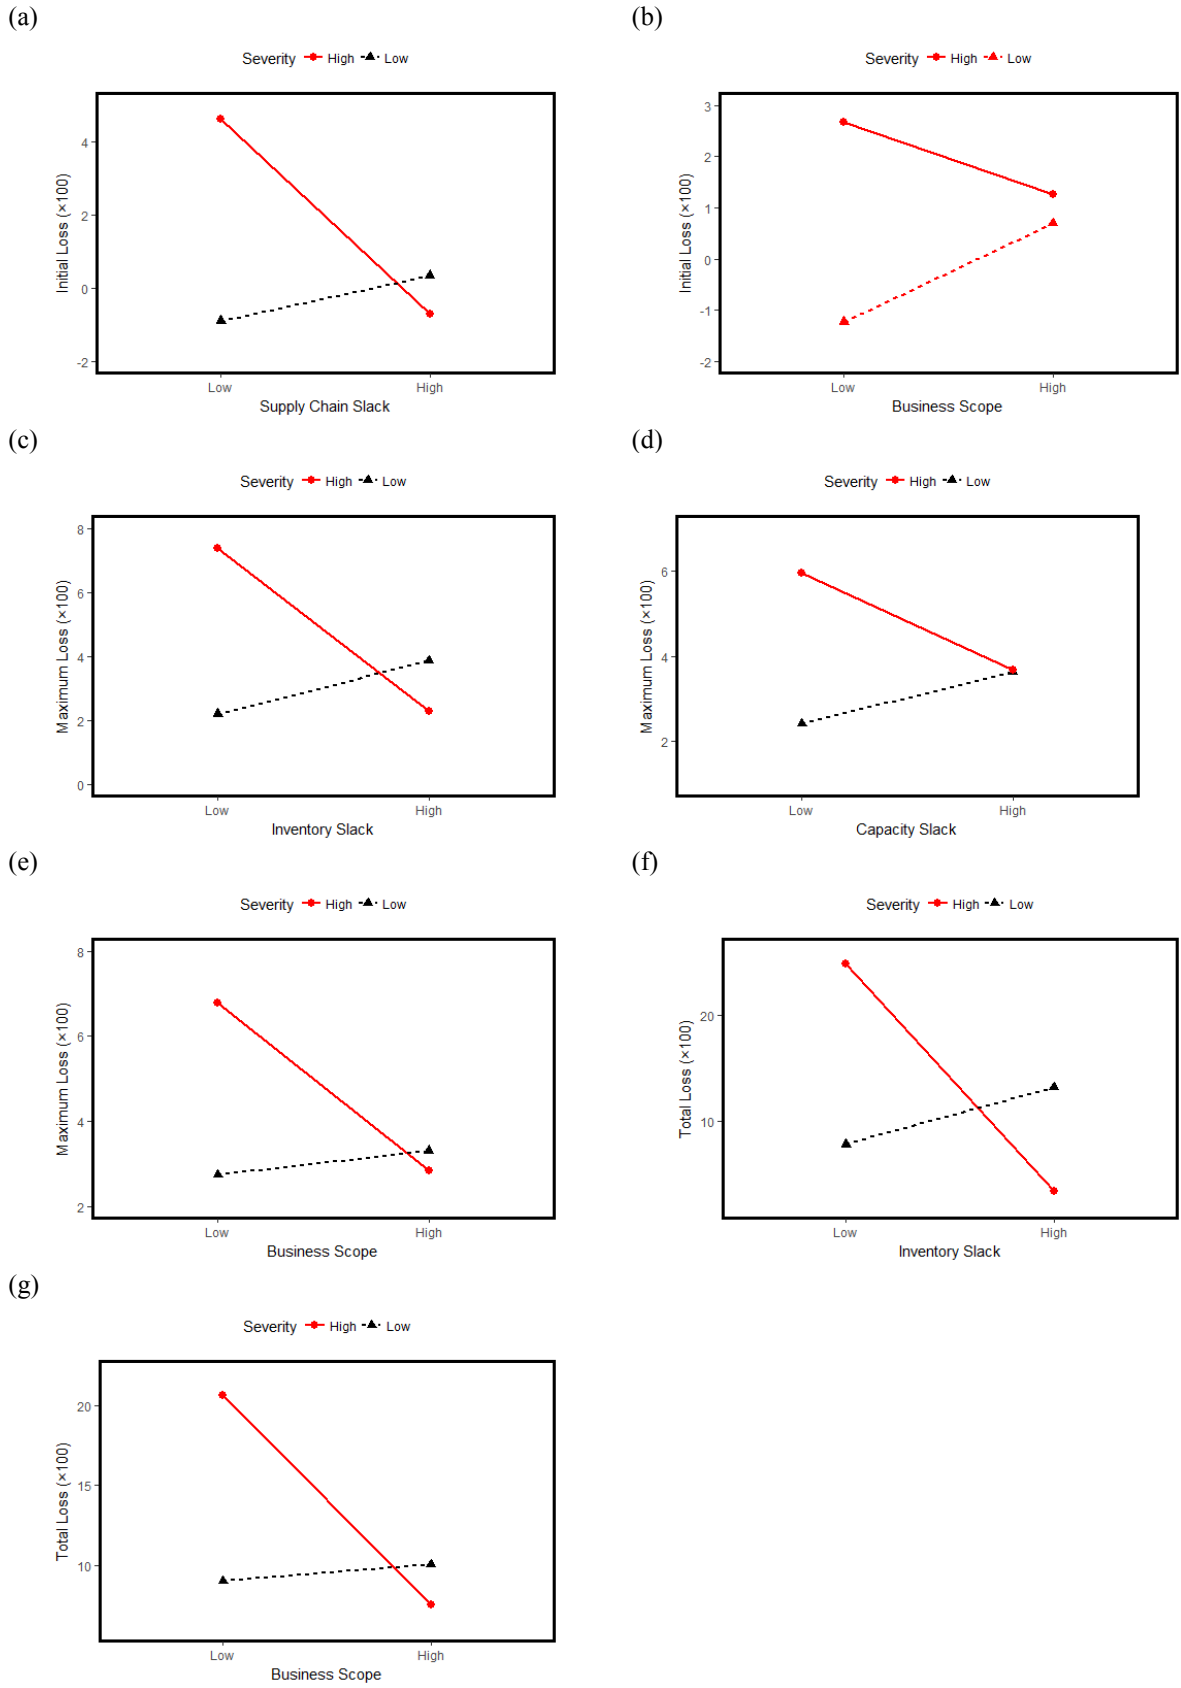 (a)
Severity High Low
Initial Loss (×100)
4
2
0
-2
Low High
Supply Chain Slack
(b)
Severity High Low
Initial Loss (×100)
3
2
1
0
-1
-2
Low High
Business Scope
(c)
Severity High Low
Maximum Loss (×100)
8
6
4
2
0
Low High
Inventory Slack
(d)
Severity High Low
Maximum Loss (×100)
6
4
2
Low High
Capacity Slack
(e)
Severity High Low
Maximum Loss (×100)
8
6
4
2
Low High
Business Scope
(f)
Severity High Low
Total Loss (×100)
20
10
Low High
Inventory Slack
(g)
Severity High Low
Total Loss (×100)
20
15
10
Low High
Business Scope